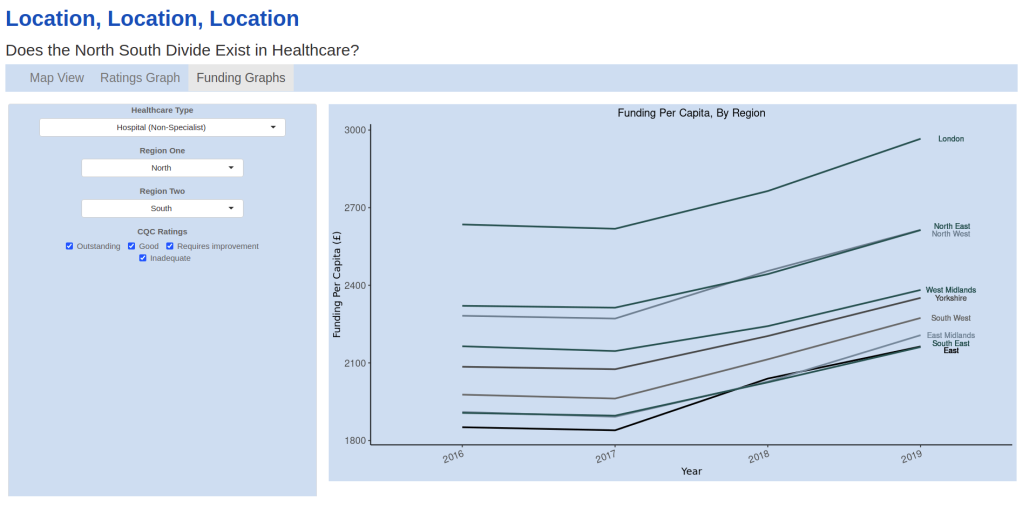 Location, Location, Location
Does the North South Divide Exist in Healthcare?
Map View Ratings Graph Funding Graphs
Healthcare Type
Hospital (Non-Specialist)
Region One
North
Region Two
South
CQC Ratings
Outstanding Good Requires improvement
Inadequate
Funding Per Capita, By Region
Funding Per Capita (£)
3000
2700
2400
2100
1800
London
North East
North West
West Midlands
Yorkshire
South West
East Midlands
South East
East
2016 2017 2018 2019
Year